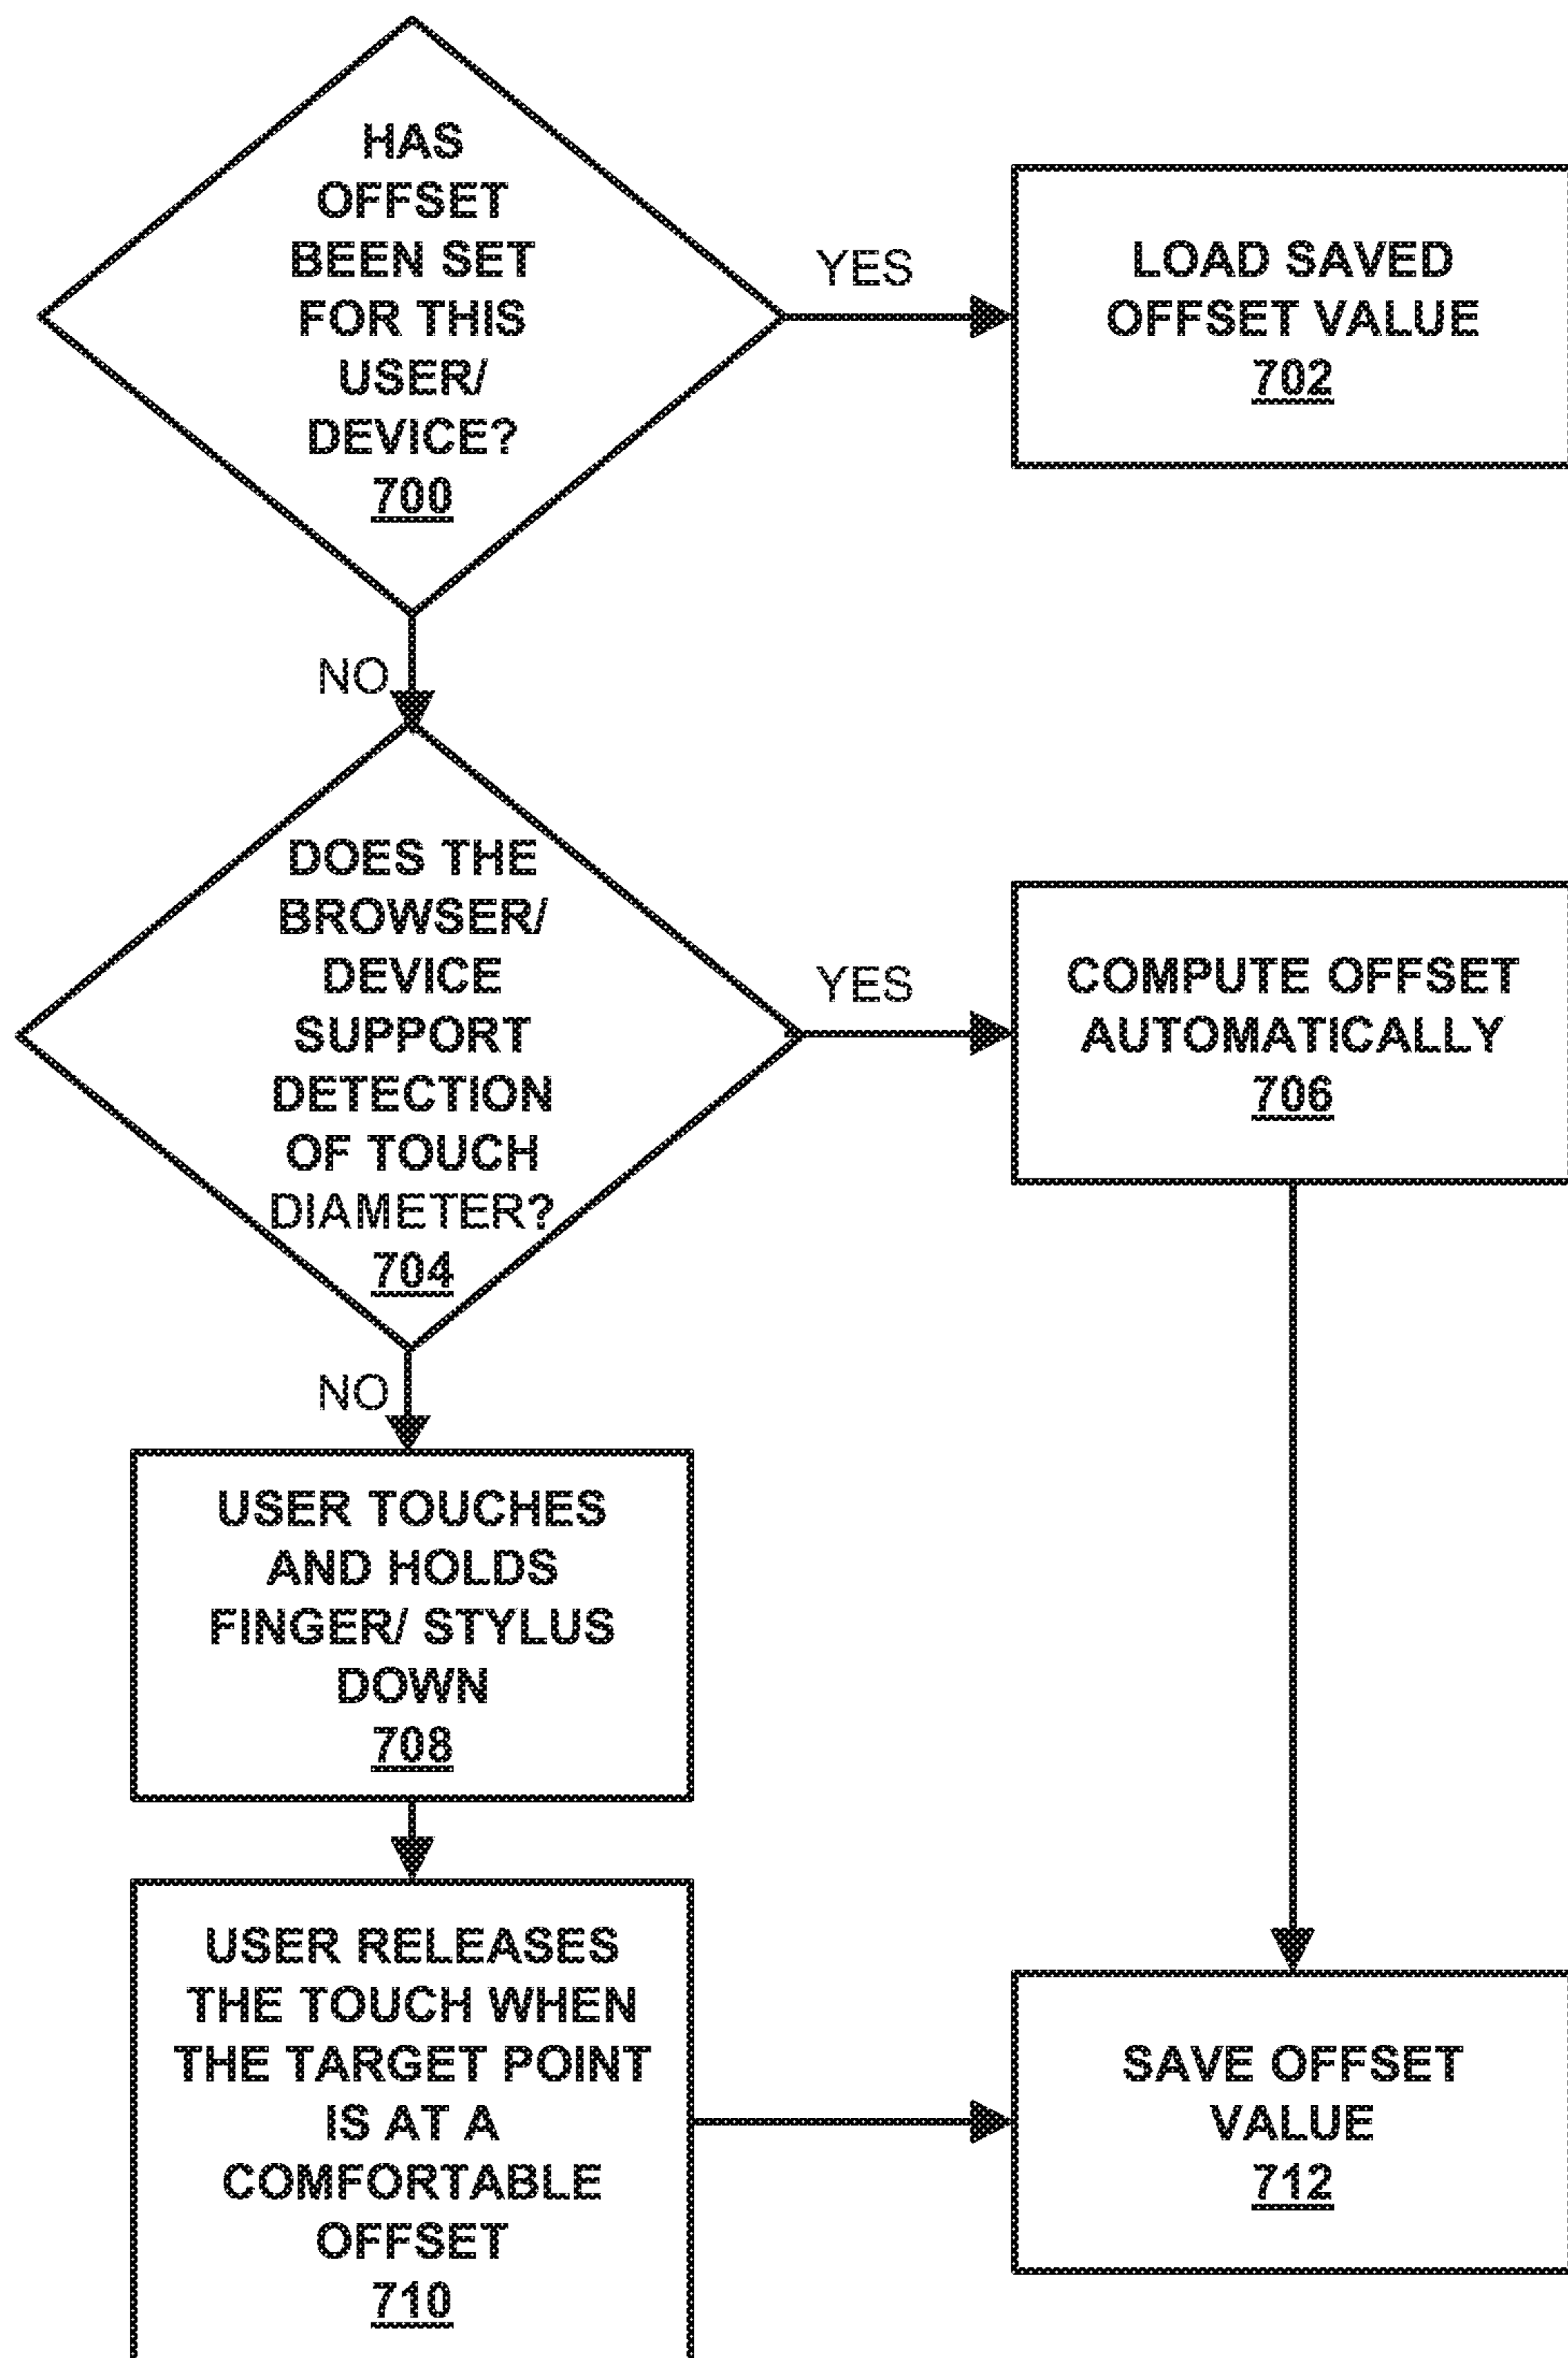 HAS
OFFSET
BEEN SET
FOR THIS
USER/
DEVICE?
700
YES
LOAD SAVED
OFFSET VALUE
702
NO
DOES THE
BROWSER/
DEVICE
SUPPORT
DETECTION
OF TOUCH
DIAMETER?
704
YES
COMPUTE OFFSET
AUTOMATICALLY
706
NO
USER TOUCHES
AND HOLDS
FINGER/ STYLUS
DOWN
708
USER RELEASES
THE TOUCH WHEN
THE TARGET POINT
IS AT A
COMFORTABLE
OFFSET
710
SAVE OFFSET
VALUE
712